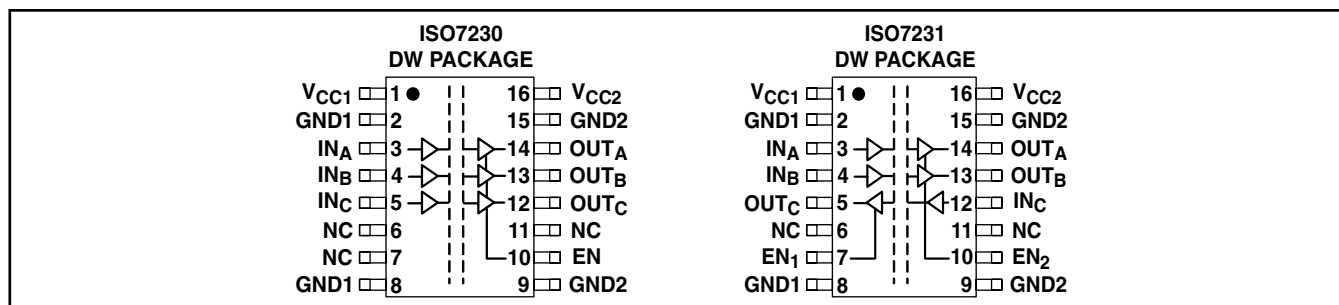 ISO7230
DW PACKAGE
VCC1 1 16 VCC2
GND1 2 15 GND2
INA 3 14 OUTA
INB 4 13 OUTB
INC 5 12 OUTC
NC 6 11 NC
NC 7 10 EN
GND1 8 9 GND2
ISO7231
DW PACKAGE
VCC1 1 16 VCC2
GND1 2 15 GND2
INA 3 14 OUTA
INB 4 13 OUTB
OUTC 5 12 INC
NC 6 11 NC
EN1 7 10 EN2
GND1 8 9 GND2